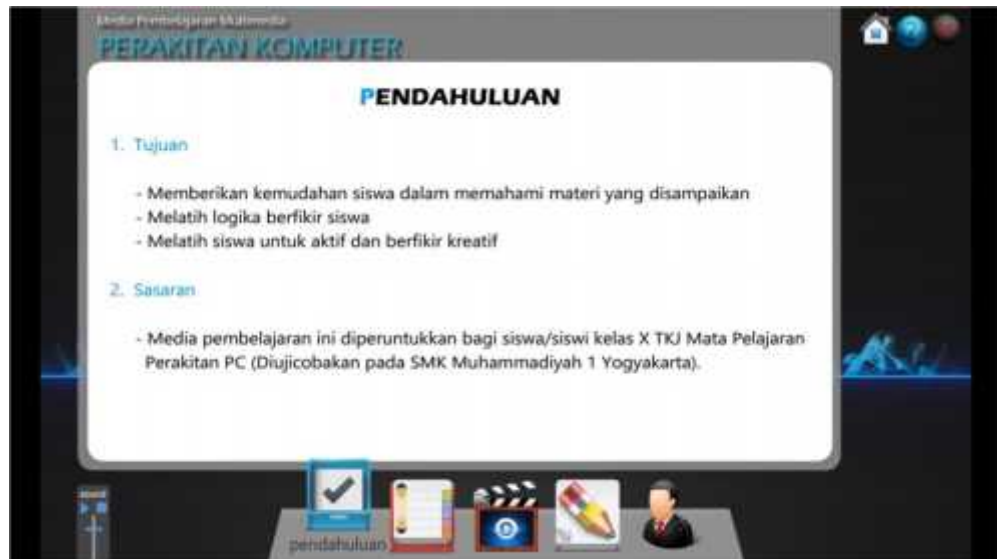 Media Pembelajaran Multimedia
PERAKITAN KOMPUTER
PENDAHULUAN
1. Tujuan
- Memberikan kemudahan siswa dalam memahami materi yang disampaikan
- Melatih logika berfikir siswa
- Melatih siswa untuk aktif dan berfikir kreatif
2. Sasaran
- Media pembelajaran ini diperuntukkan bagi siswa/siswi kelas X TKJ Mata Pelajaran
Perakitan PC (Diujicobakan pada SMK Muhammadiyah 1 Yogyakarta).
pendahuluan